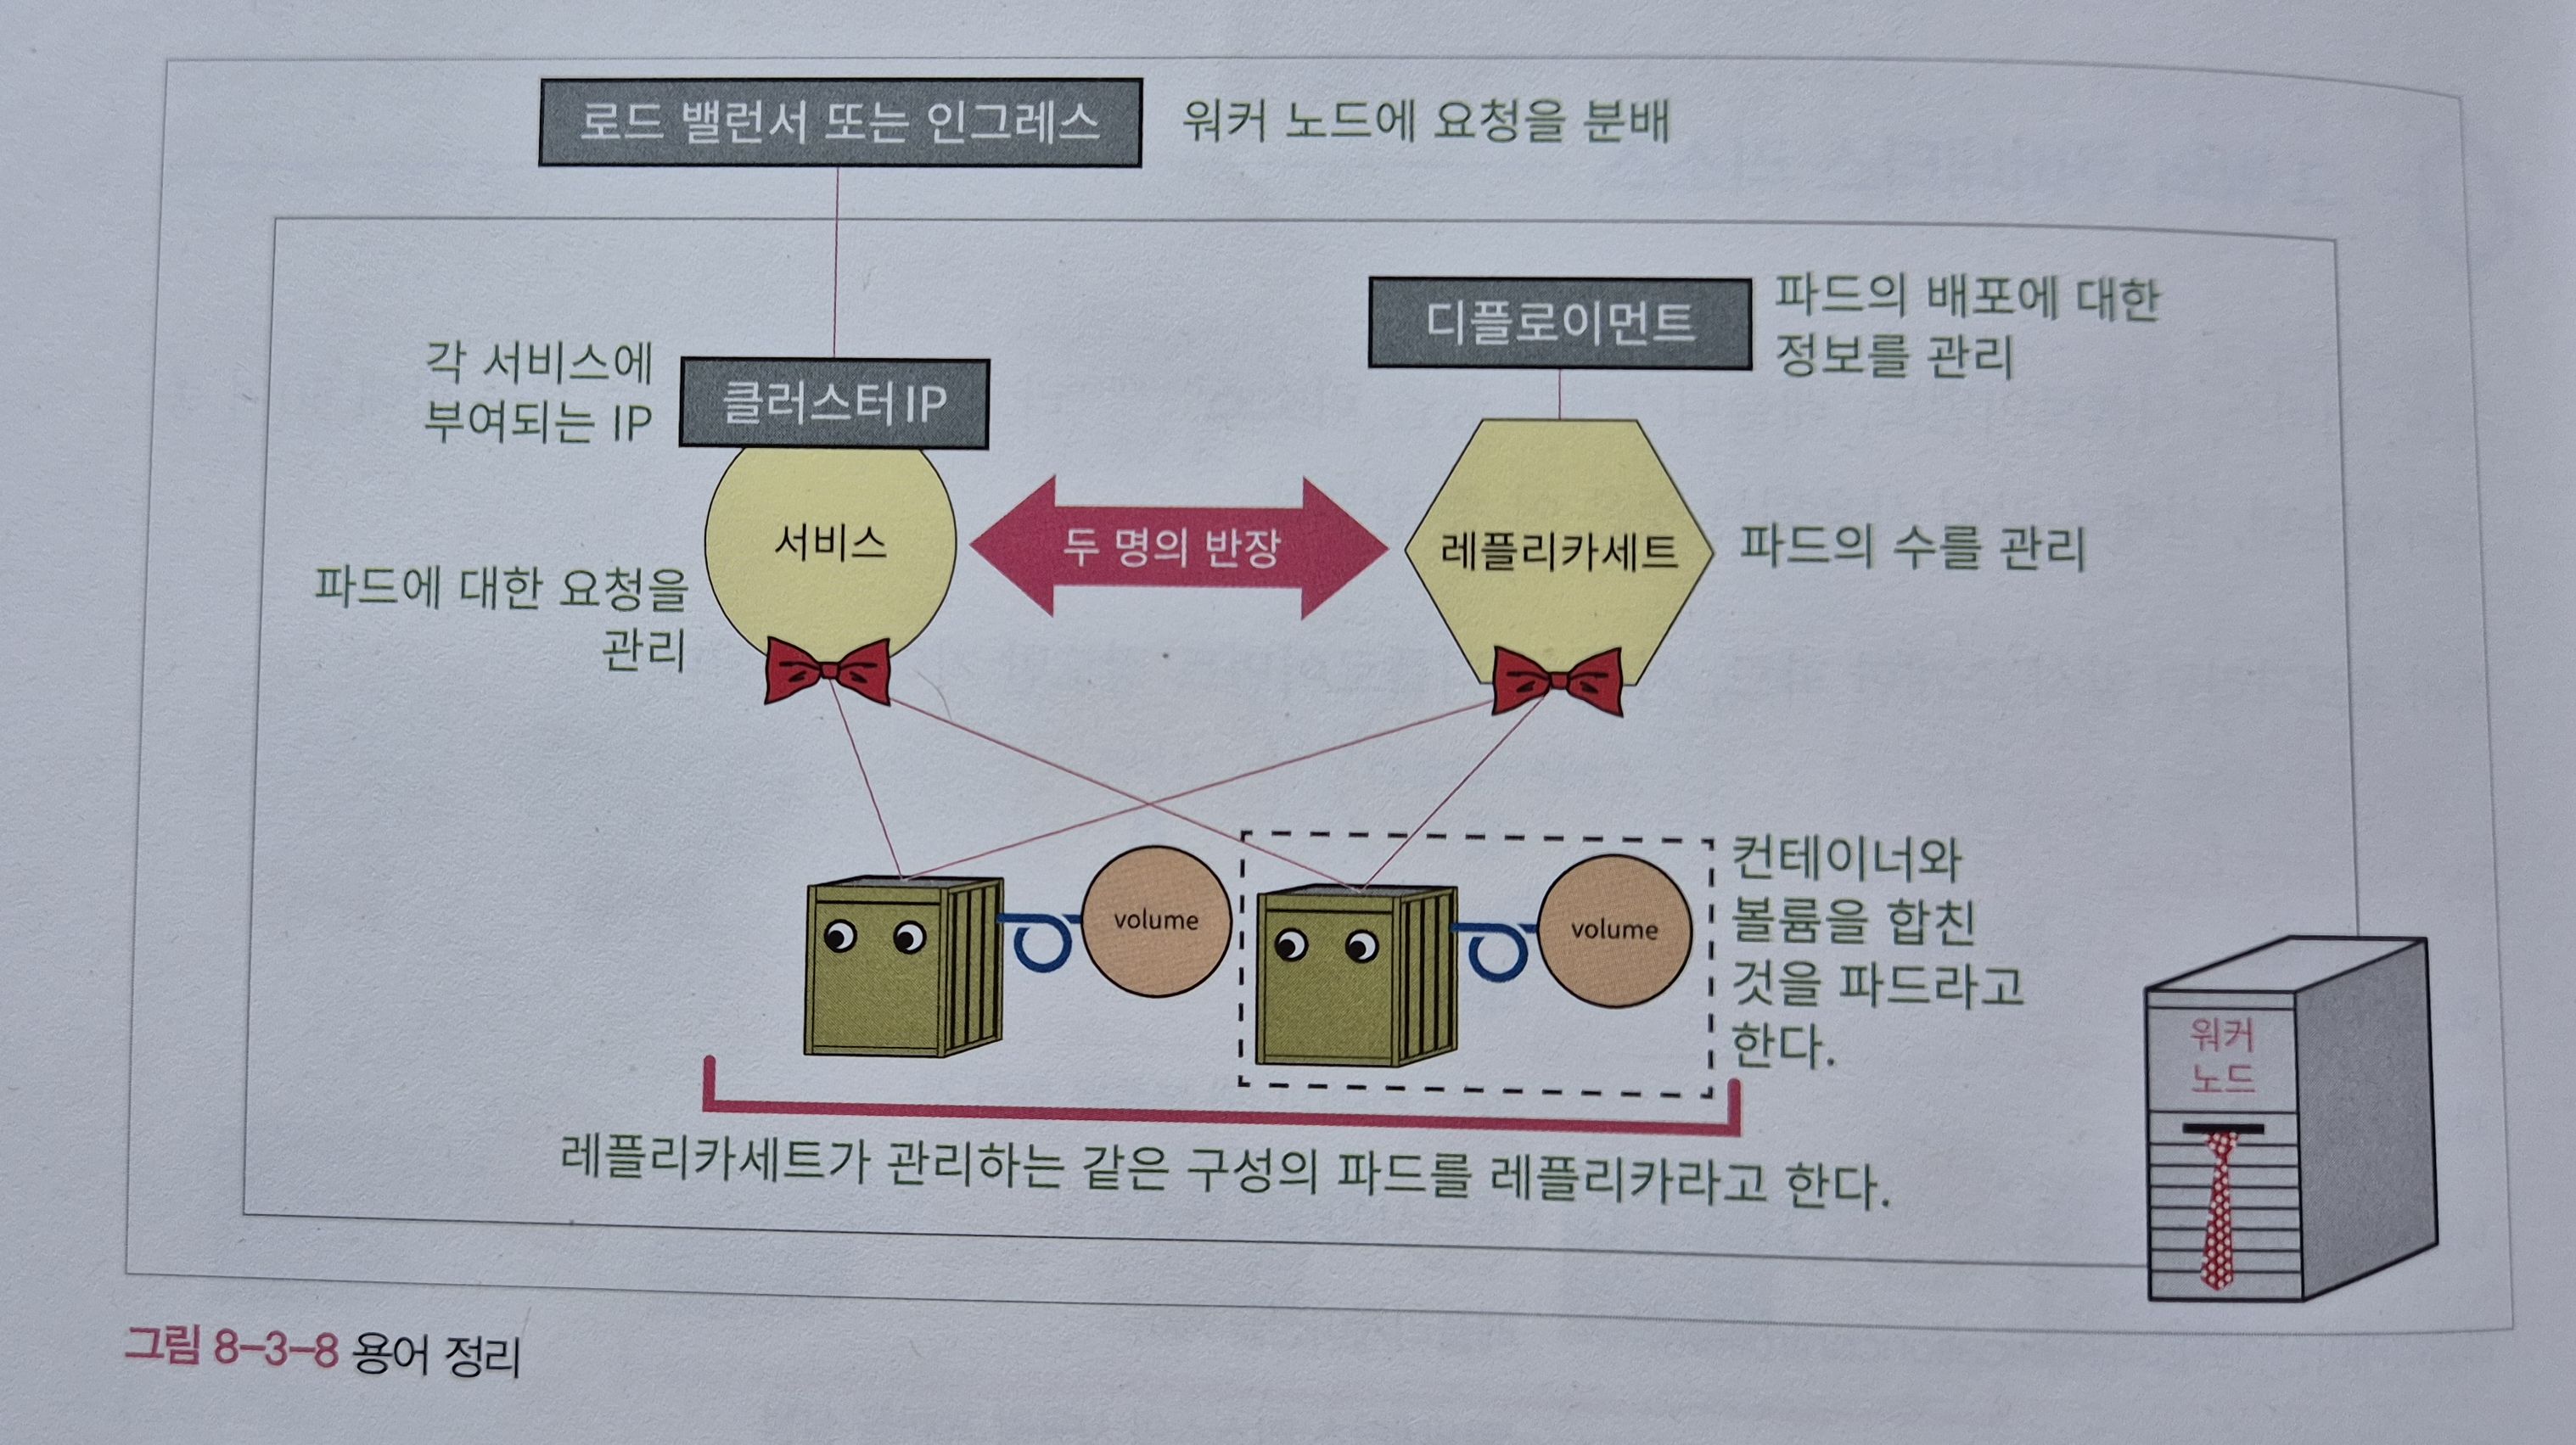 로드 밸런서 또는 인그레스
워커 노드에 요청을 분배
디플로이먼트
파드의 배포에 대한
정보를 관리
각 서비스에
부여되는 IP
클러스터 IP
서비스
두 명의 반장
레플리카세트
파드의 수를 관리
파드에 대한 요청을
관리
volume
volume
컨테이너와
볼륨을 합친
것을 파드라고
한다.
워커
노드
레플리카세트가 관리하는 같은 구성의 파드를 레플리카라고 한다.
그림 8-3-8 용어 정리